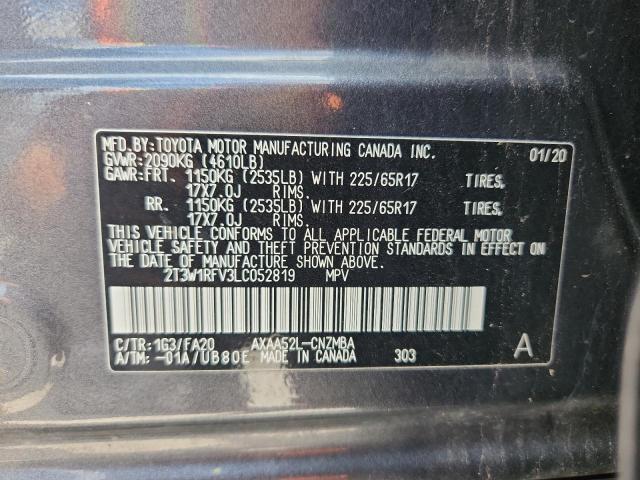 MFD.BY:TOYOTA MOTOR MANUFACTURING CANADA INC. 01/20
GVWR:2090KG (4610LB)
GAWR:FRT. 1150KG (2535LB) WITH 225/65R17 TIRES,
17X7.0J RIMS.
RR. 1150KG (2535LB) WITH 225/65R17 TIRES,
17X7.0J RIMS.
THIS VEHICLE CONFORMS TO ALL APPLICABLE FEDERAL MOTOR
VEHICLE SAFETY AND THEFT PREVENTION STANDARDS IN EFFECT ON
THE DATE OF MANUFACTURE SHOWN ABOVE.
2T3W1RFV3LC052819 MPV
C/TR:1G3/FA20 AXAA52L-CNZMBA A
A/TM:-01A/UB80E MADE IN CANADA 303